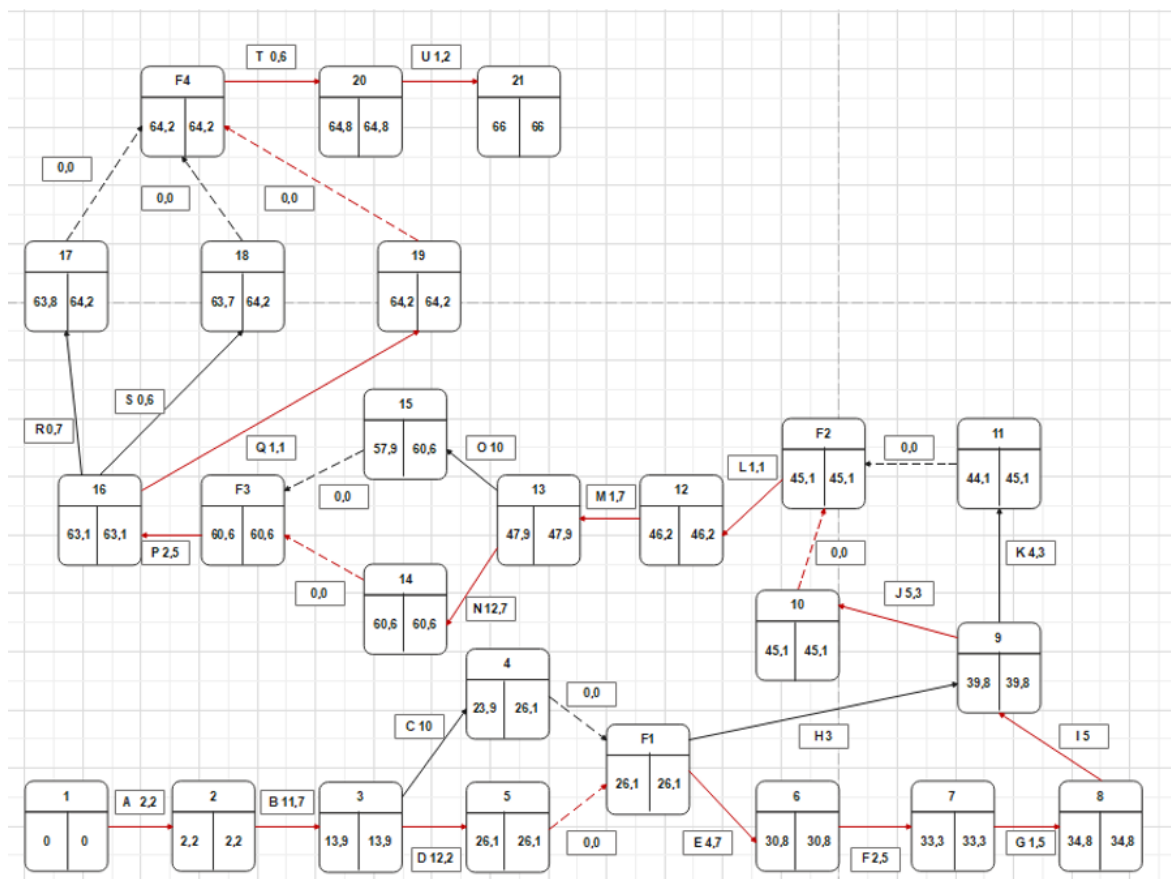 T 0,6
U 1,2
F4
20
21
64,2 64,2
64,8 64,8
66 66
0,0
0,0
0,0
17
18
19
63,8 64,2
63,7 64,2
64,2 64,2
S 0,6
R 0,7
Q 1,1
15
57,9 60,6
O 10
F2
0,0
11
45,1 45,1
44,1 45,1
L 1,1
16
F3
0,0
13
M 1,7
12
63,1 63,1
60,6 60,6
47,9 47,9
46,2 46,2
P 2,5
0,0
K 4,3
14
0,0
N 12,7
60,6 60,6
10
J 5,3
45,1 45,1
9
39,8 39,8
4
0,0
23,9 26,1
C 10
F1
H 3
26,1 26,1
I 5
1
A 2,2
2
B 11,7
3
5
6
7
8
0 0
2,2 2,2
13,9 13,9
26,1 26,1
0,0
E 4,7
30,8 30,8
33,3 33,3
34,8 34,8
D 12,2
F 2,5
G 1,5